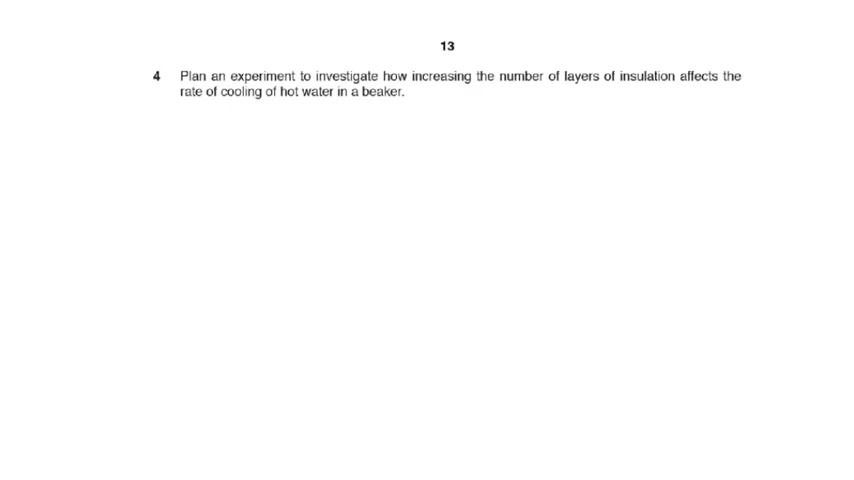 13
4 Plan an experiment to investigate how increasing the number of layers of insulation affects the
rate of cooling of hot water in a beaker.